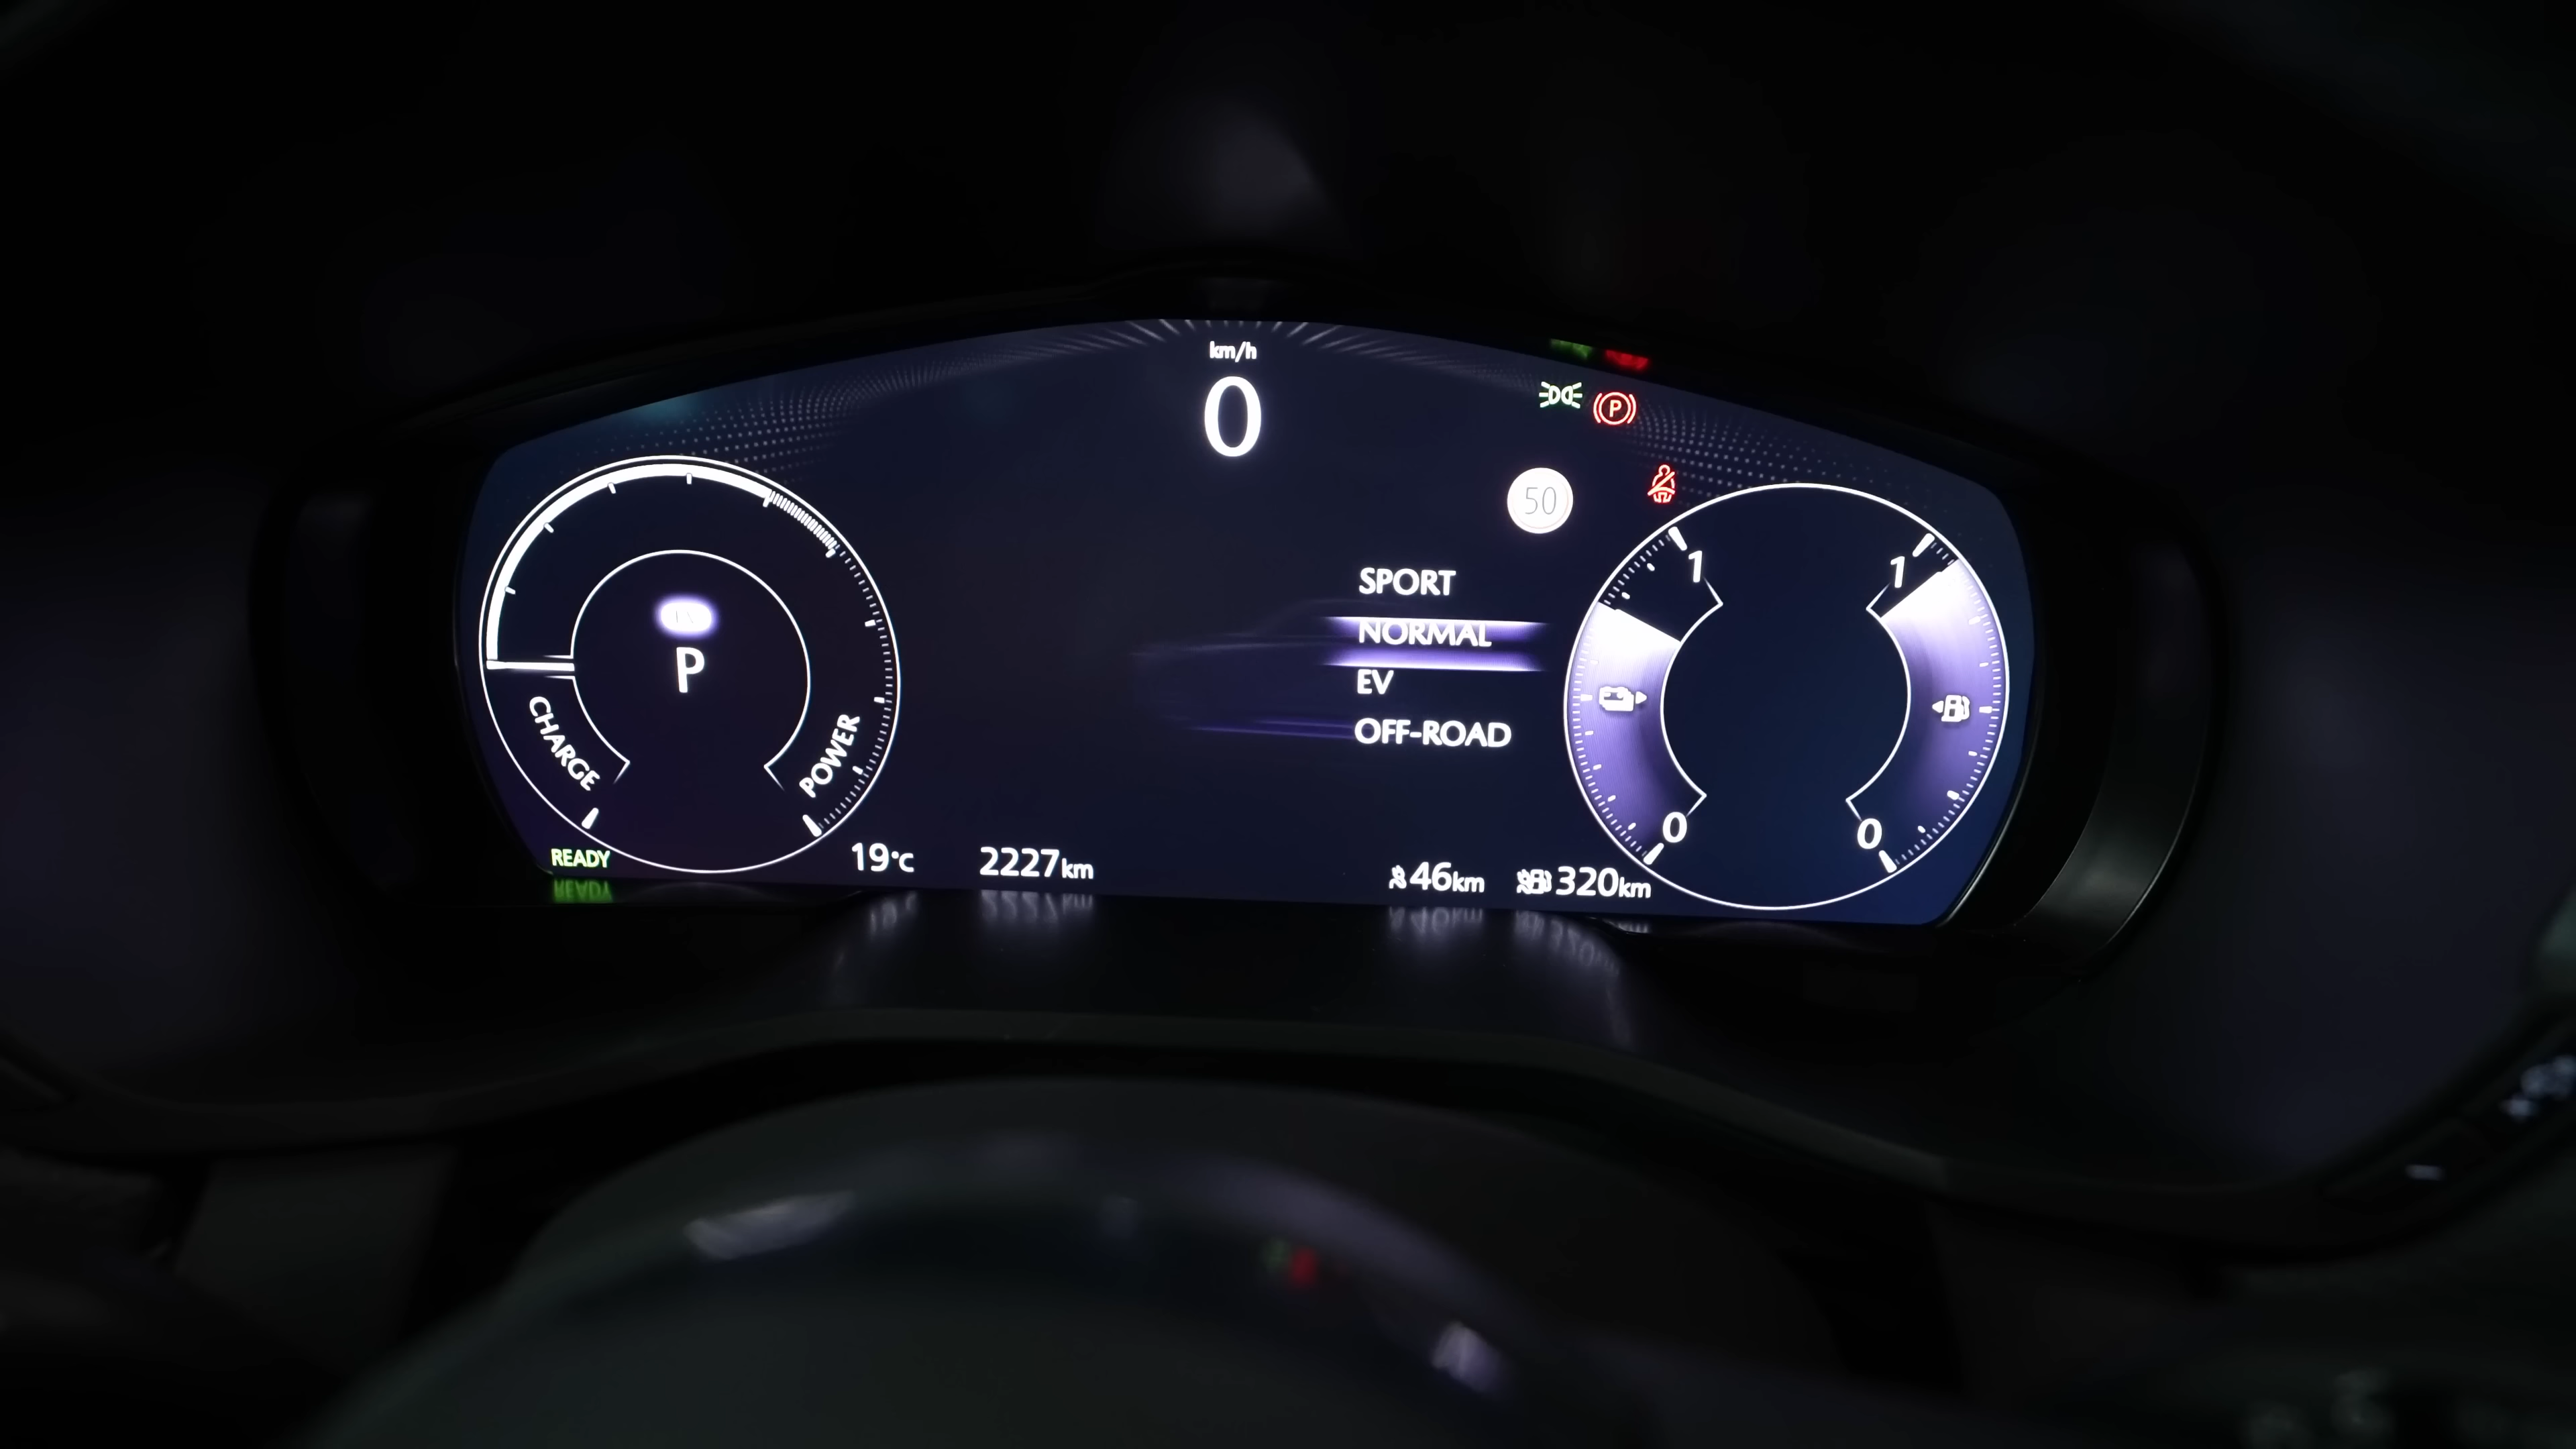 km/h
0
P
50
SPORT
NORMAL
EV
OFF-ROAD
P
CHARGE
POWER
1
1
0
0
READY
19°C
2227km
46km
320km